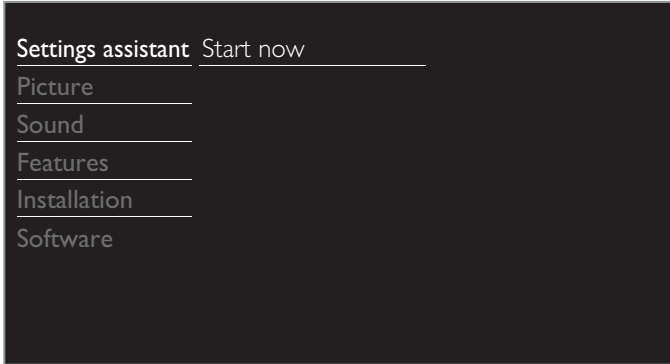 Settings assistant Start now
Picture
Sound
Features
Installation
Software